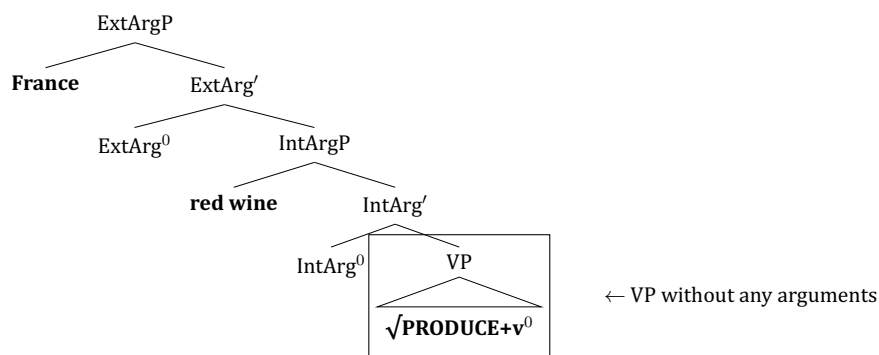 ExtArgP
France ExtArg′
ExtArg⁰ IntArgP
red wine IntArg′
IntArg⁰ VP
← VP without any arguments
√PRODUCE+v⁰